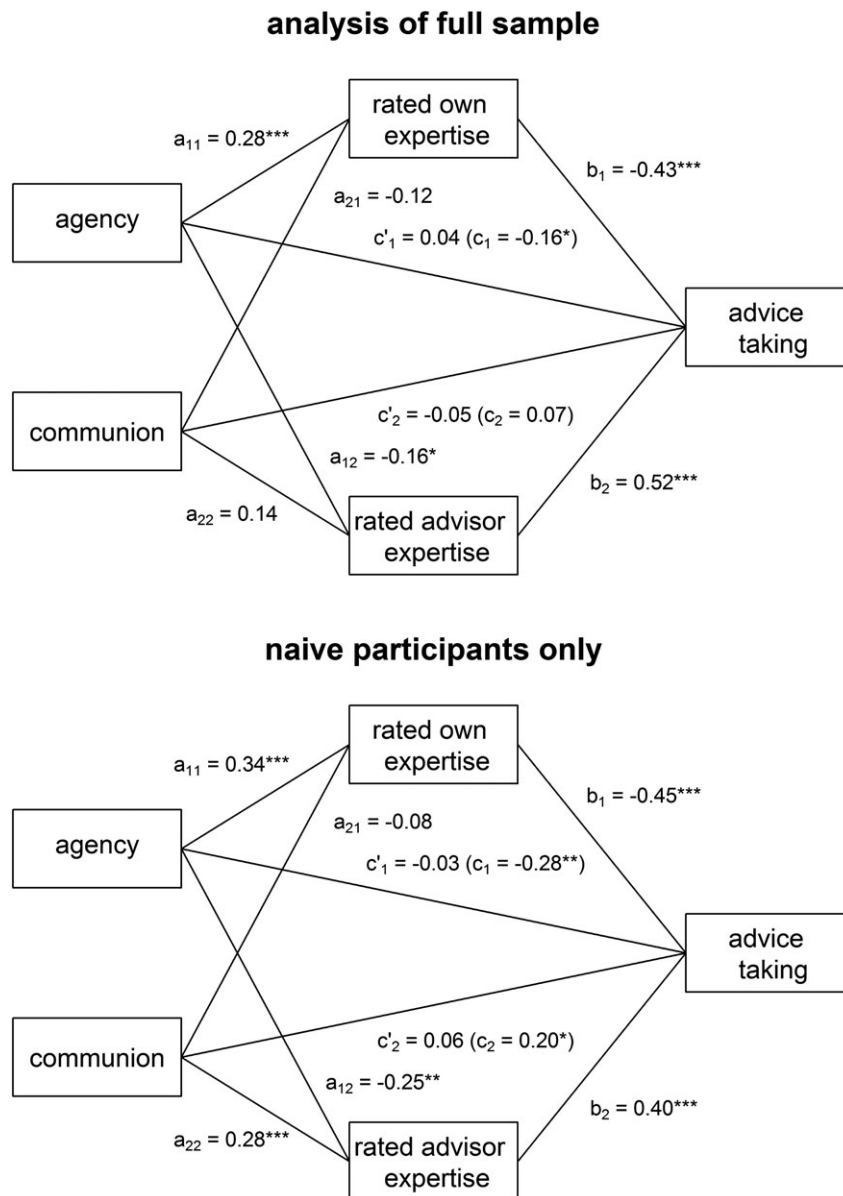 analysis of full sample
rated own
expertise
a₁₁ = 0.28***
b₁ = -0.43***
a₂₁ = -0.12
agency
c'₁ = 0.04 (c₁ = -0.16*)
advice
taking
communion
c'₂ = -0.05 (c₂ = 0.07)
a₁₂ = -0.16*
b₂ = 0.52***
a₂₂ = 0.14
rated advisor
expertise
naive participants only
rated own
expertise
a₁₁ = 0.34***
b₁ = -0.45***
a₂₁ = -0.08
agency
c'₁ = -0.03 (c₁ = -0.28**)
advice
taking
communion
c'₂ = 0.06 (c₂ = 0.20*)
a₁₂ = -0.25**
b₂ = 0.40***
a₂₂ = 0.28***
rated advisor
expertise